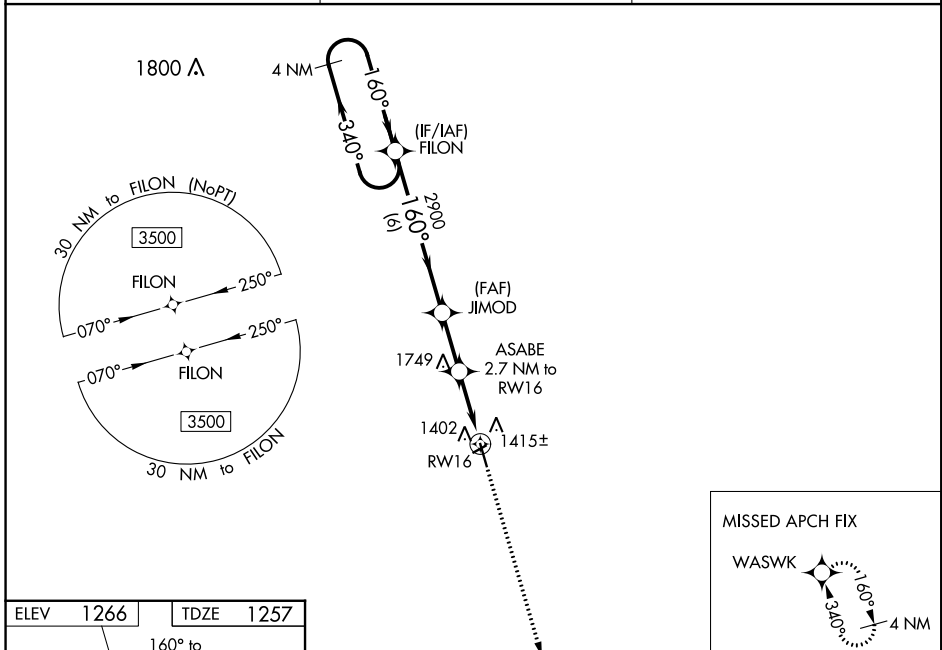 1800
4 NM
160°
340°
(IF/IAF)
FILON
2900
160°
(6)
30 NM to FILON (NoPT)
3500
FILON
250°
070°
250°
070°
FILON
3500
30 NM to FILON
(FAF)
JIMOD
1749
ASABE
2.7 NM to
RW16
1402
1415±
RW16
MISSED APCH FIX
WASWK
160°
340°
4 NM
ELEV 1266
TDZE 1257
160° to